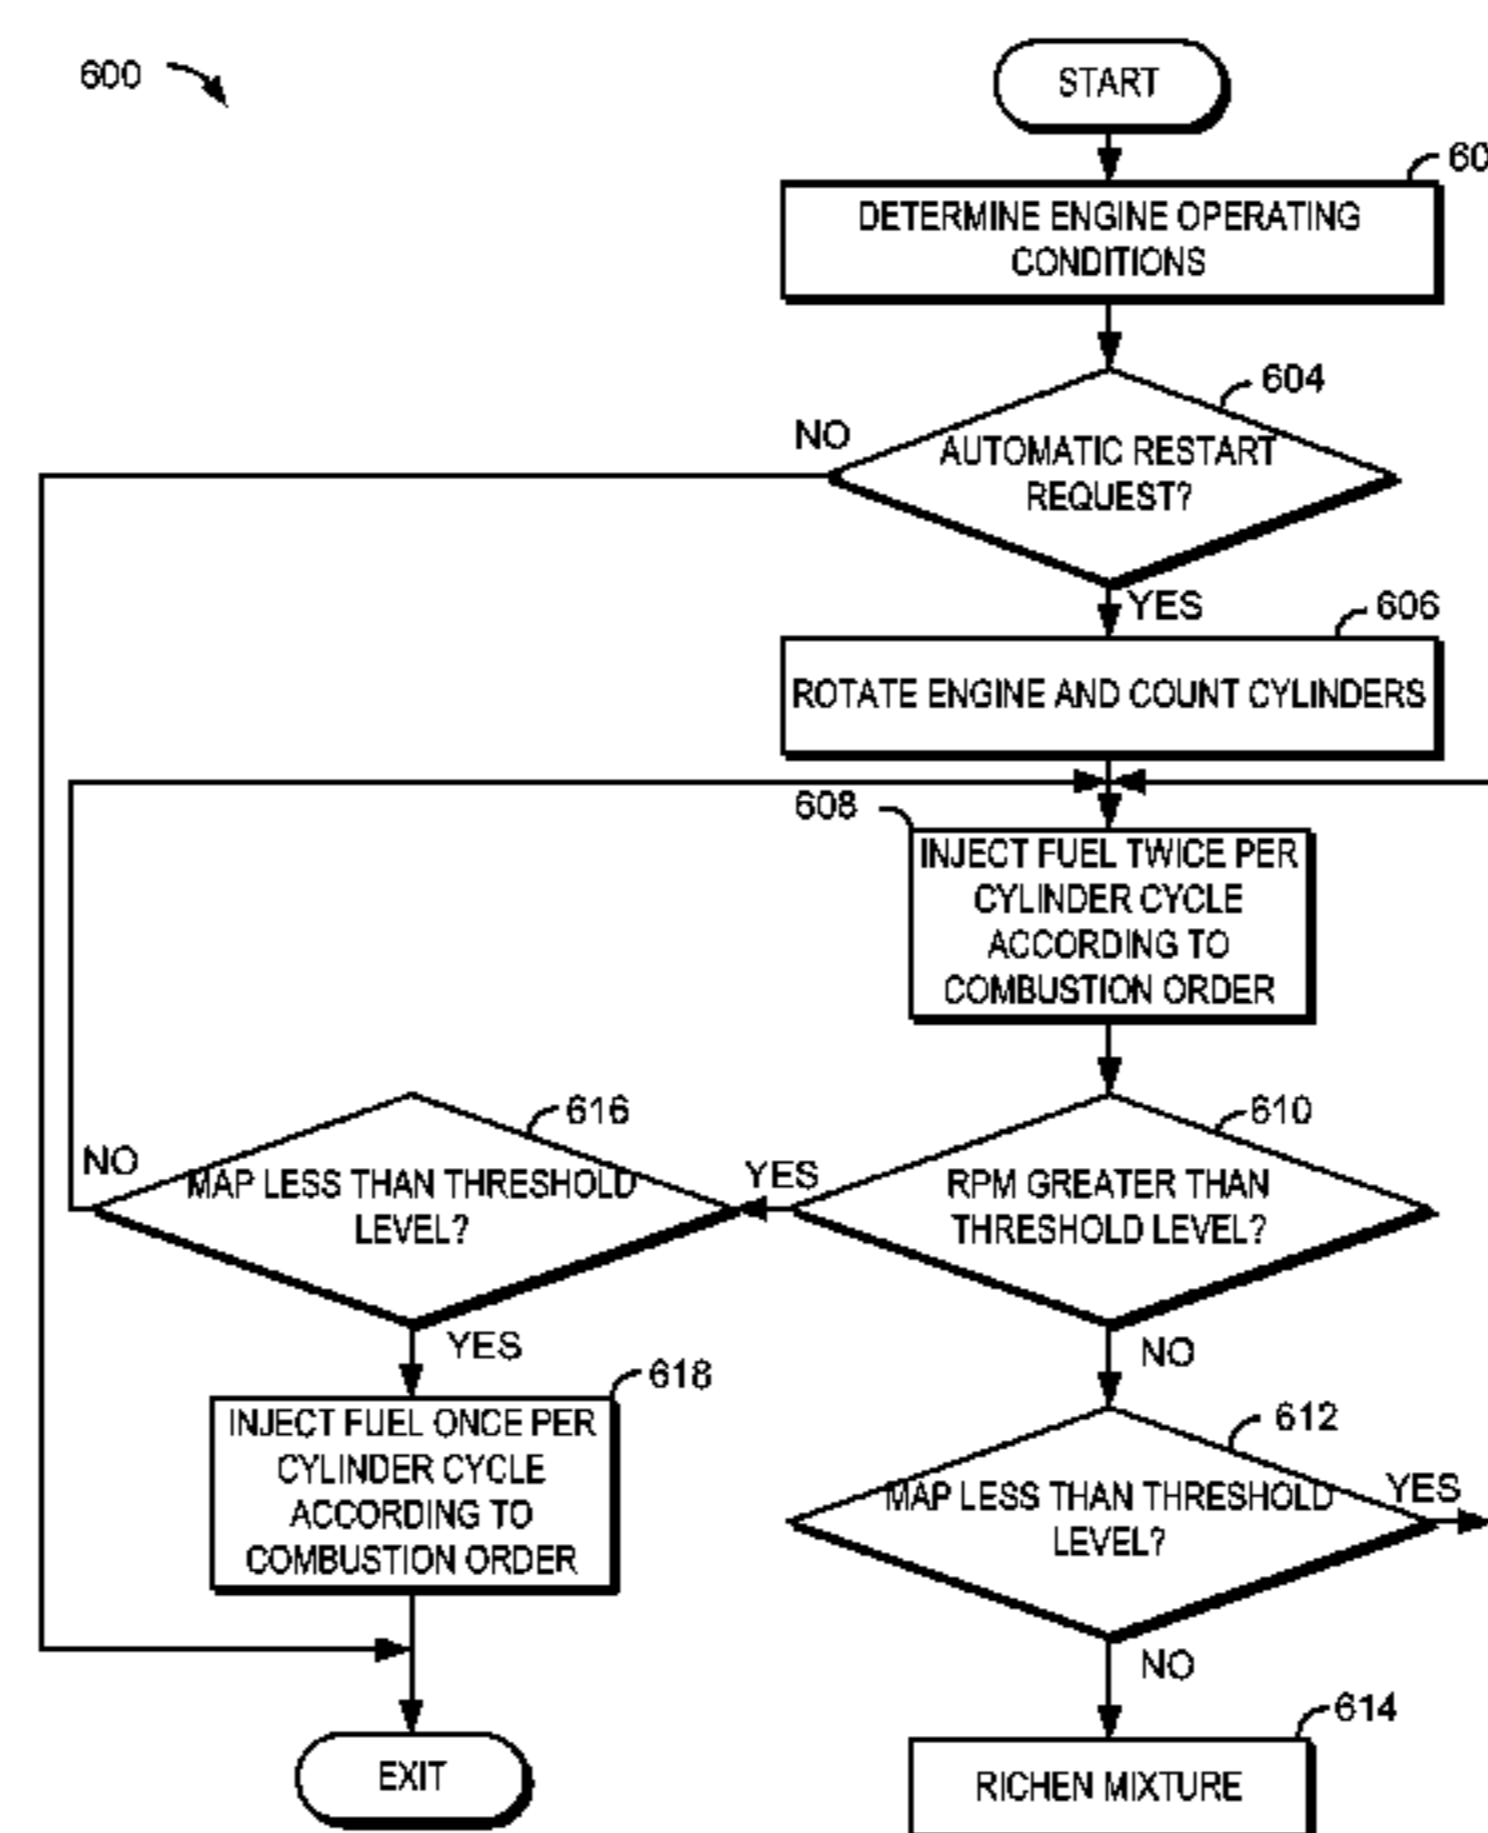 600
START
60
DETERMINE ENGINE OPERATING
CONDITIONS
604
NO
AUTOMATIC RESTART
REQUEST?
YES
606
ROTATE ENGINE AND COUNT CYLINDERS
608
INJECT FUEL TWICE PER
CYLINDER CYCLE
ACCORDING TO
COMBUSTION ORDER
616
610
NO
MAP LESS THAN THRESHOLD
LEVEL?
YES
RPM GREATER THAN
THRESHOLD LEVEL?
YES
NO
618
INJECT FUEL ONCE PER
CYLINDER CYCLE
ACCORDING TO
COMBUSTION ORDER
612
MAP LESS THAN THRESHOLD
LEVEL?
YES
NO
614
EXIT
RICHEN MIXTURE